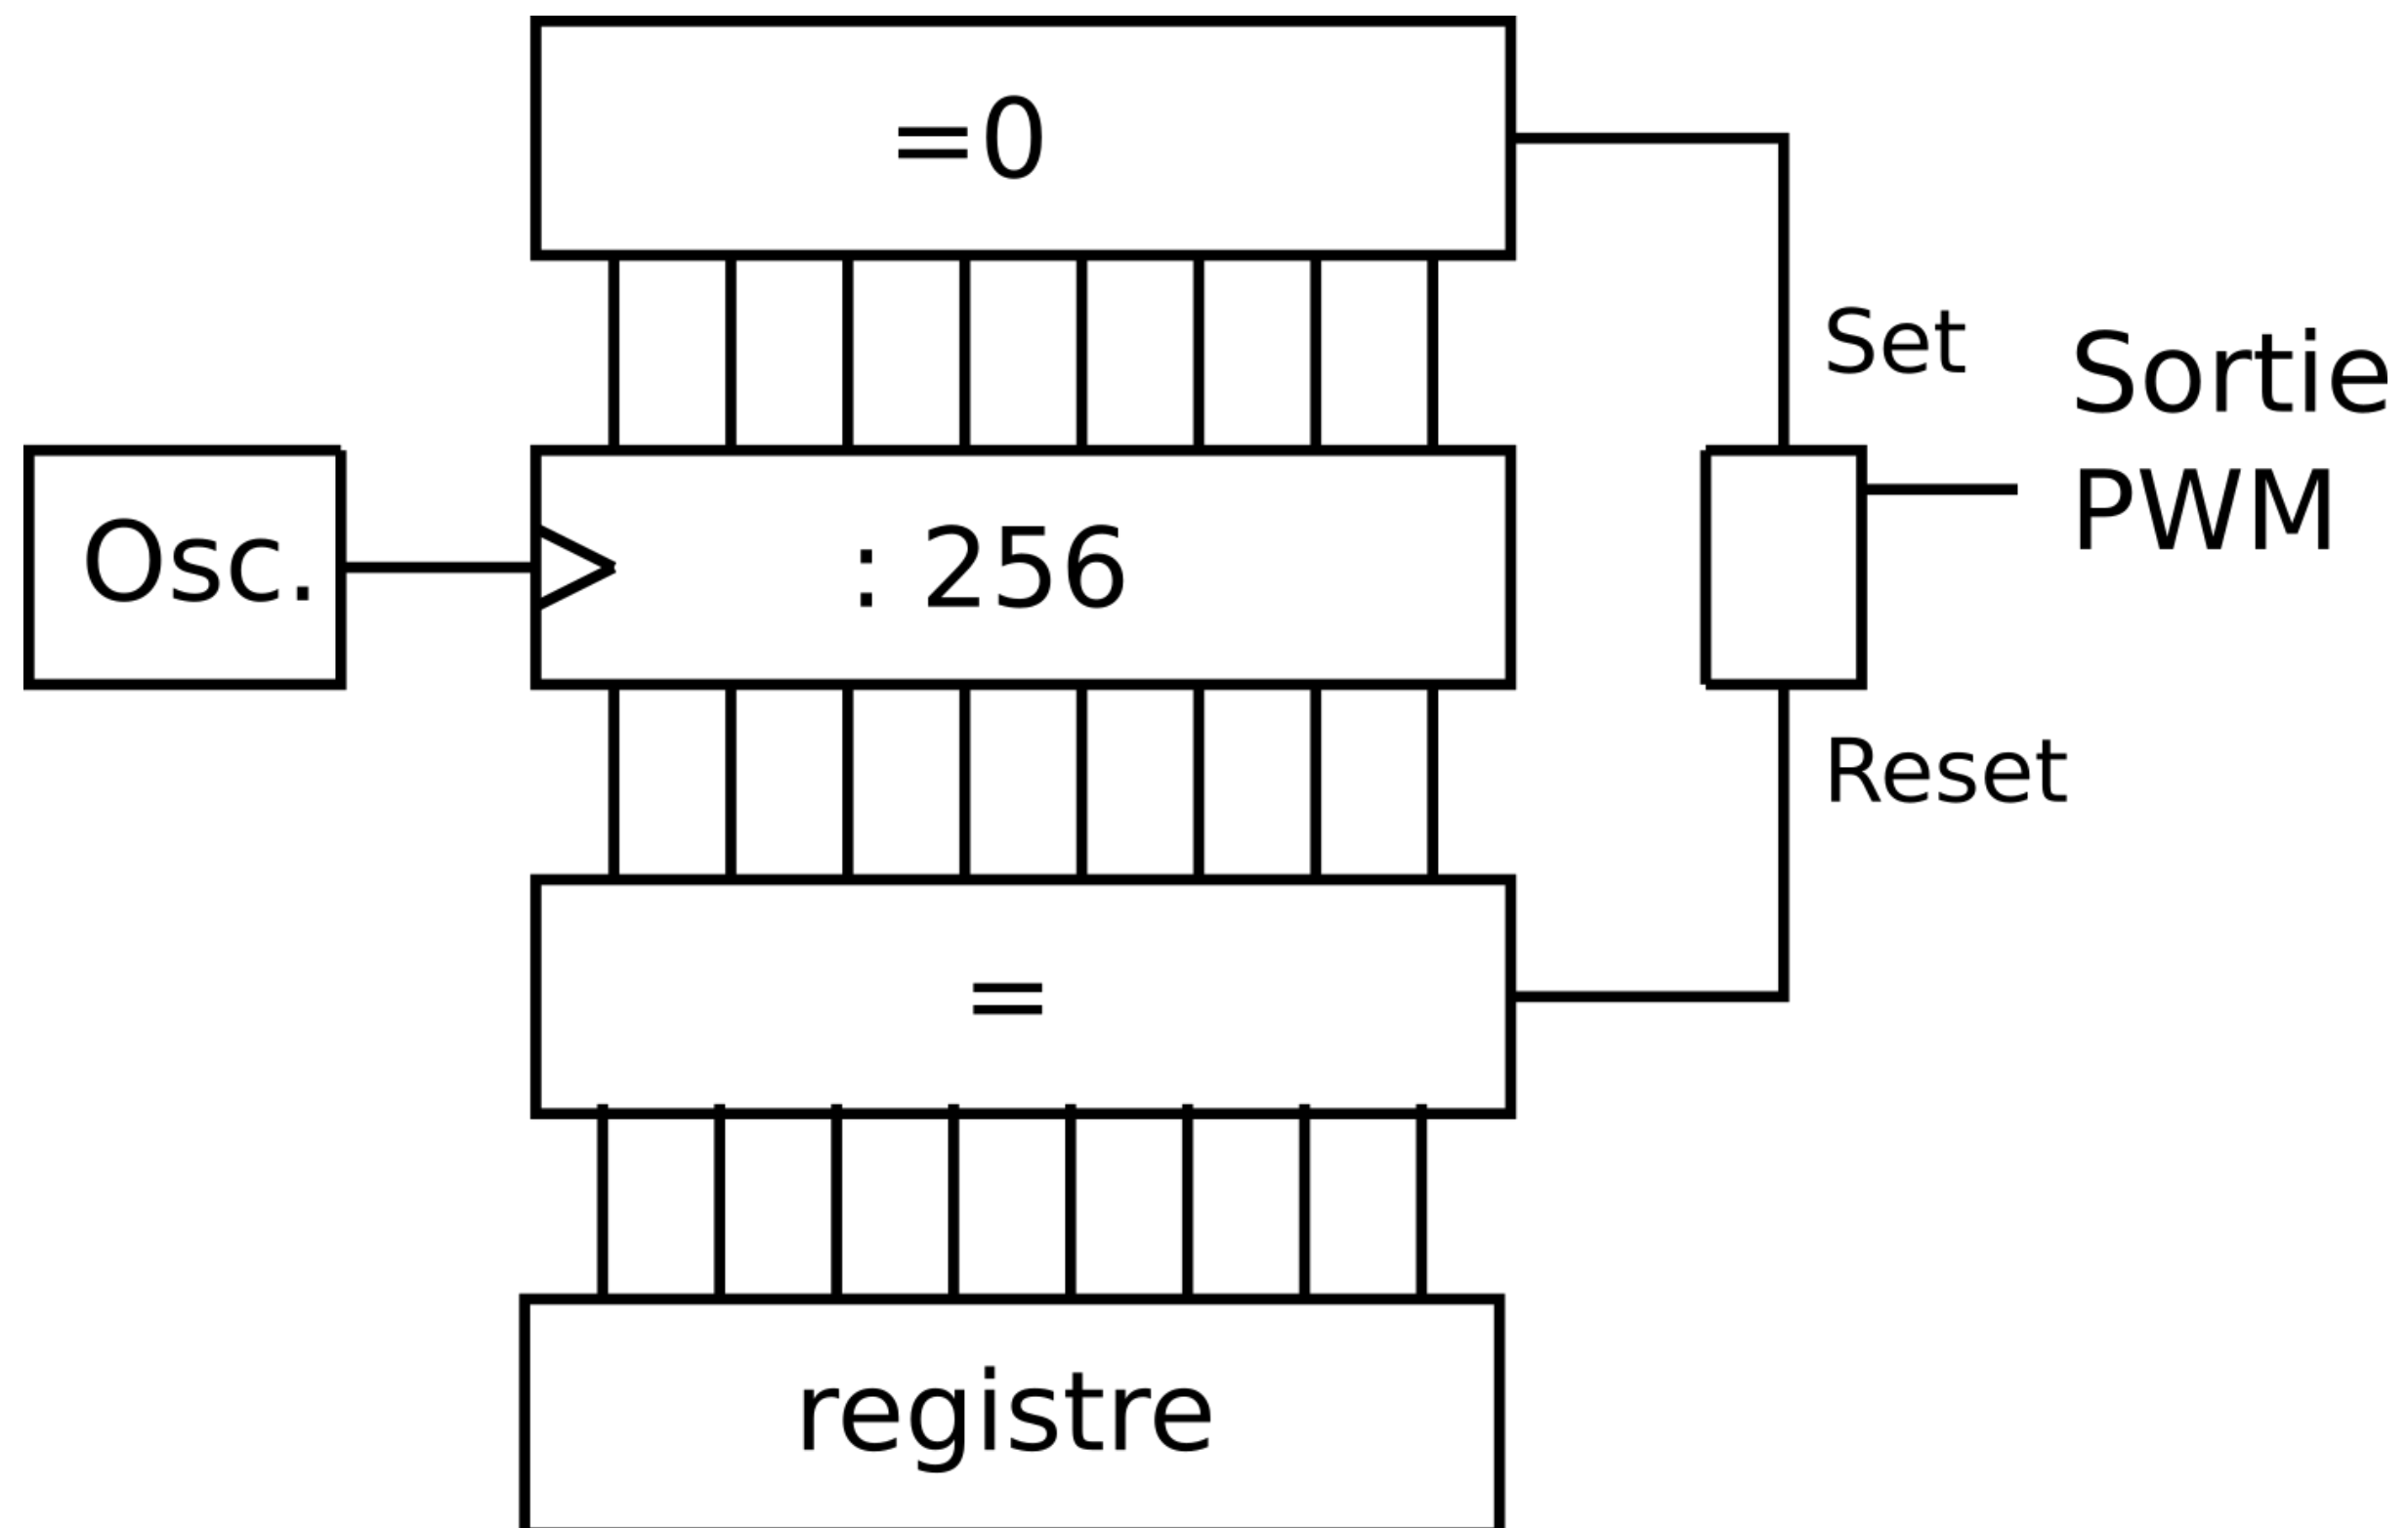 =0
Set
Sortie
PWM
Osc.
: 256
Reset
=
registre